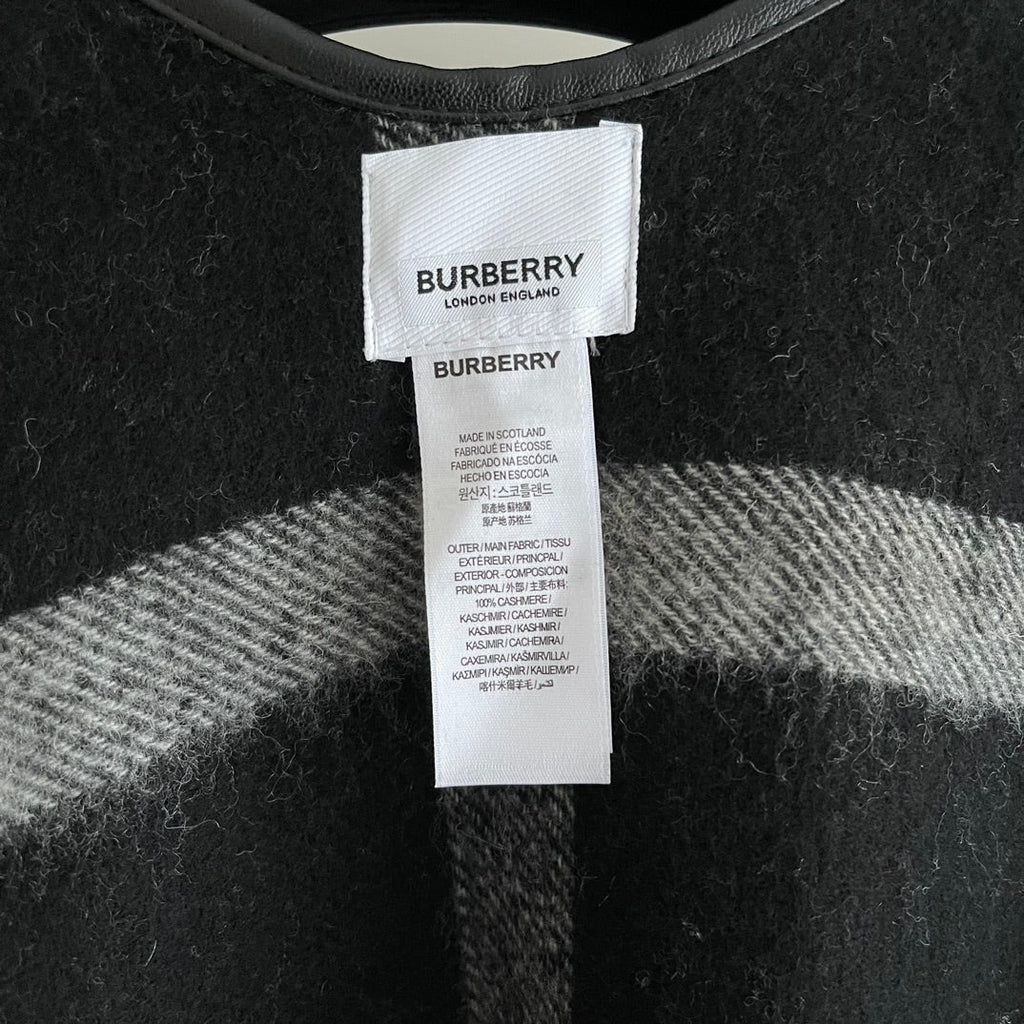 BURBERRY
LONDON ENGLAND
BURBERRY
MADE IN SCOTLAND
FABRIQUÉ EN ÉCOSSE
FABRICADO NA ESCÓCIA
HECHO EN ESCOCIA
원산지 : 스코틀랜드
原產地 蘇格蘭
原产地 苏格兰
OUTER / MAIN FABRIC / TISSU
EXTÉRIEUR / PRINCPAL /
EXTERIOR - COMPOSICION
PRINCIPAL / 外部 / 主要布料:
100% CASHMERE /
KASCHMIR / CACHEMIRE /
KASJMIER / KASHMIR /
KASJMIR / CACHEMIRA /
CAXEMIRA / KAŠMIRVILLA /
ΚΑΣΜΙΡΙ / KAŞMİR / КАШЕМИР /
喀什米爾羊毛 / كشمير